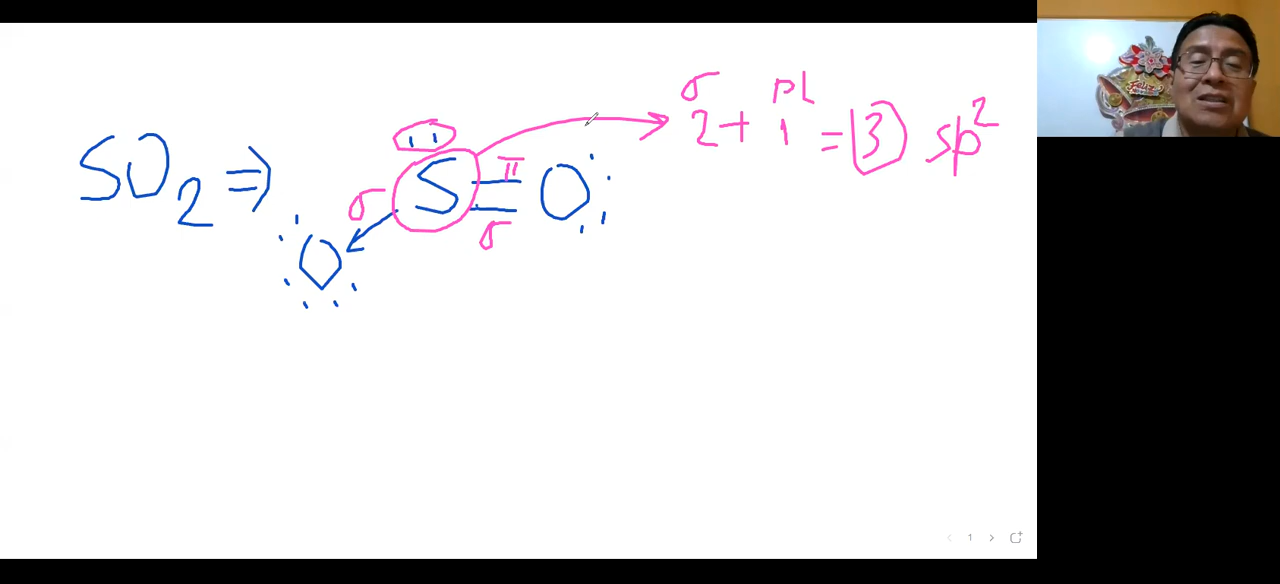 σ pL
2 + 1 = 3 sp²
SO₂ ⇒ S = O
π
σ σ
O
1